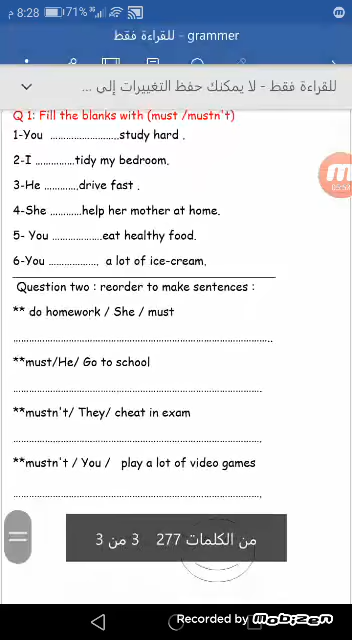 8:28 م 71% 36
grammer - للقراءة فقط
للقراءة فقط - لا يمكنك حفظ التغييرات إلى ...
Q 1: Fill the blanks with (must /mustn't)
1-You ........................study hard .
05:58
2-I ..............tidy my bedroom.
3-He ............drive fast .
4-She ...........help her mother at home.
5- You ..................eat healthy food.
6-You .................. a lot of ice-cream.
Question two : reorder to make sentences :
** do homework / She / must
..........................................................................................
**must/He/ Go to school
.......................................................................................
**mustn't/ They/ cheat in exam
.......................................................................................
**mustn't / You / play a lot of video games
.......................................................................................
3 من 3 277 من الكلمات
Recorded by Mobizen